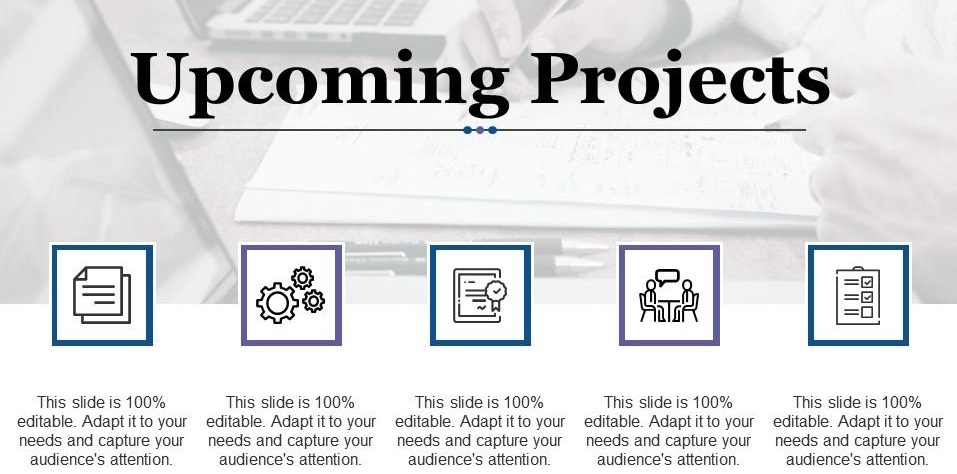 Upcoming Projects
This slide is 100%
editable. Adapt it to your
needs and capture your
audience's attention.
This slide is 100%
editable. Adapt it to your
needs and capture your
audience's attention.
This slide is 100%
editable. Adapt it to your
needs and capture your
audience's attention.
This slide is 100%
editable. Adapt it to your
needs and capture your
audience's attention.
This slide is 100%
editable. Adapt it to your
needs and capture your
audience's attention.